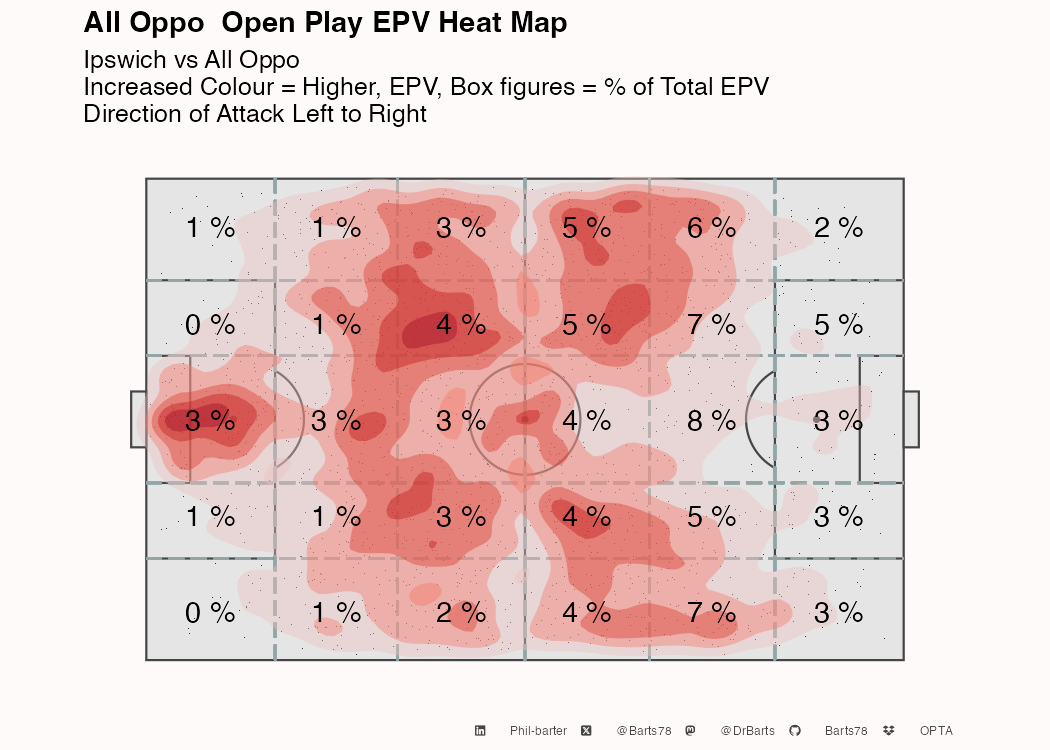 All Oppo  Open Play EPV Heat Map
Ipswich vs All Oppo
Increased Colour = Higher, EPV, Box figures = % of Total EPV
Direction of Attack Left to Right
1 % 1 % 3 % 5 % 6 % 2 %
0 % 1 % 4 % 5 % 7 % 5 %
3 % 3 % 3 % 4 % 8 % 3 %
1 % 1 % 3 % 4 % 5 % 3 %
0 % 1 % 2 % 4 % 7 % 3 %
Phil-barter @Barts78 @DrBarts Barts78 OPTA